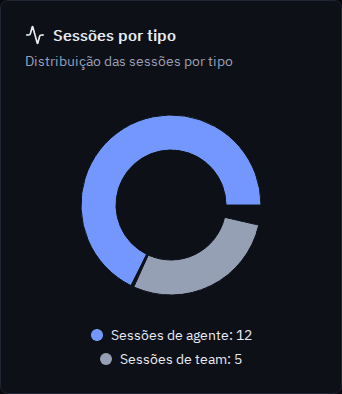 Sessões por tipo
Distribuição das sessões por tipo
Sessões de agente: 12
Sessões de team: 5